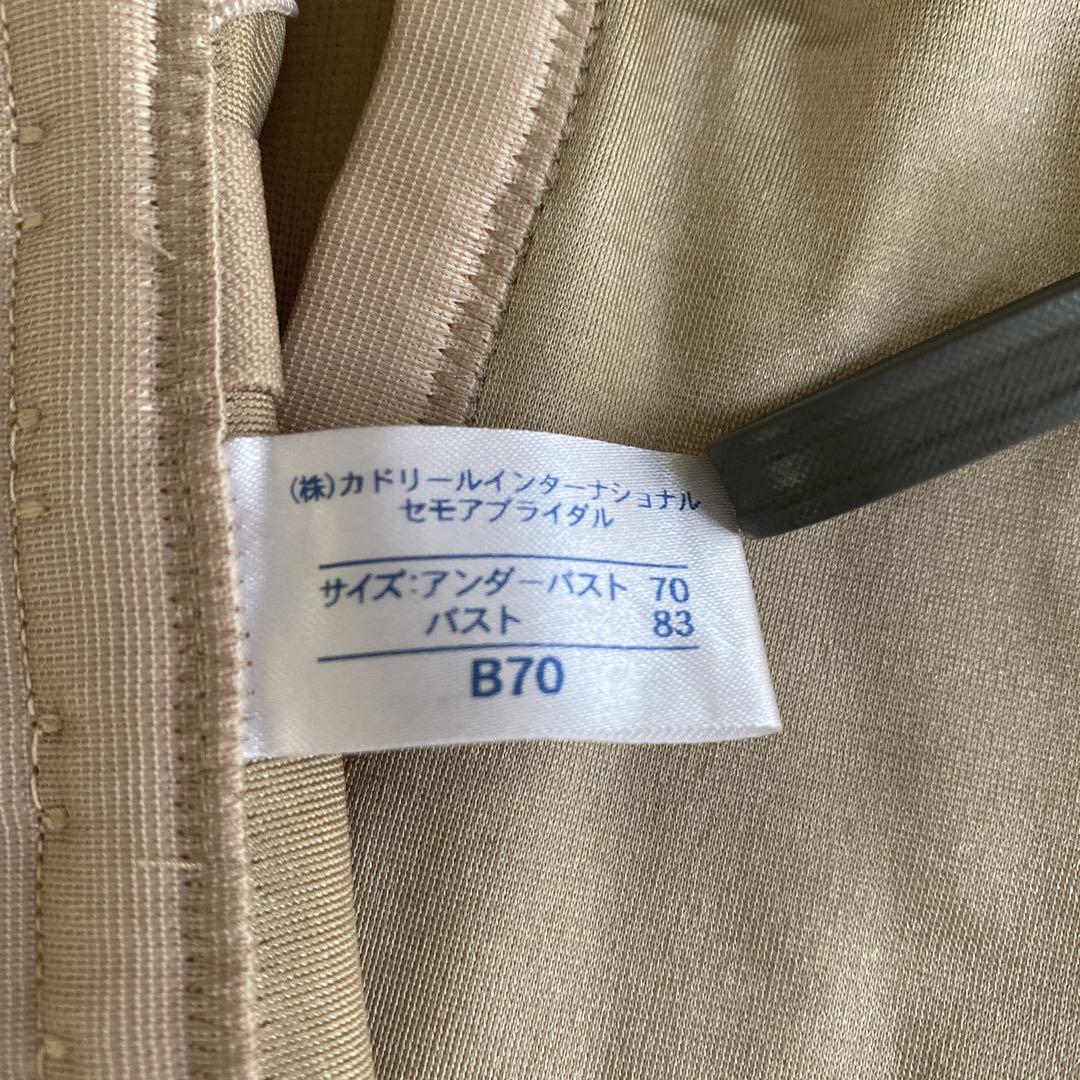 (株)カドリールインターナショナル
セモアブライダル
サイズ:アンダーバスト 70
バスト 83
B70